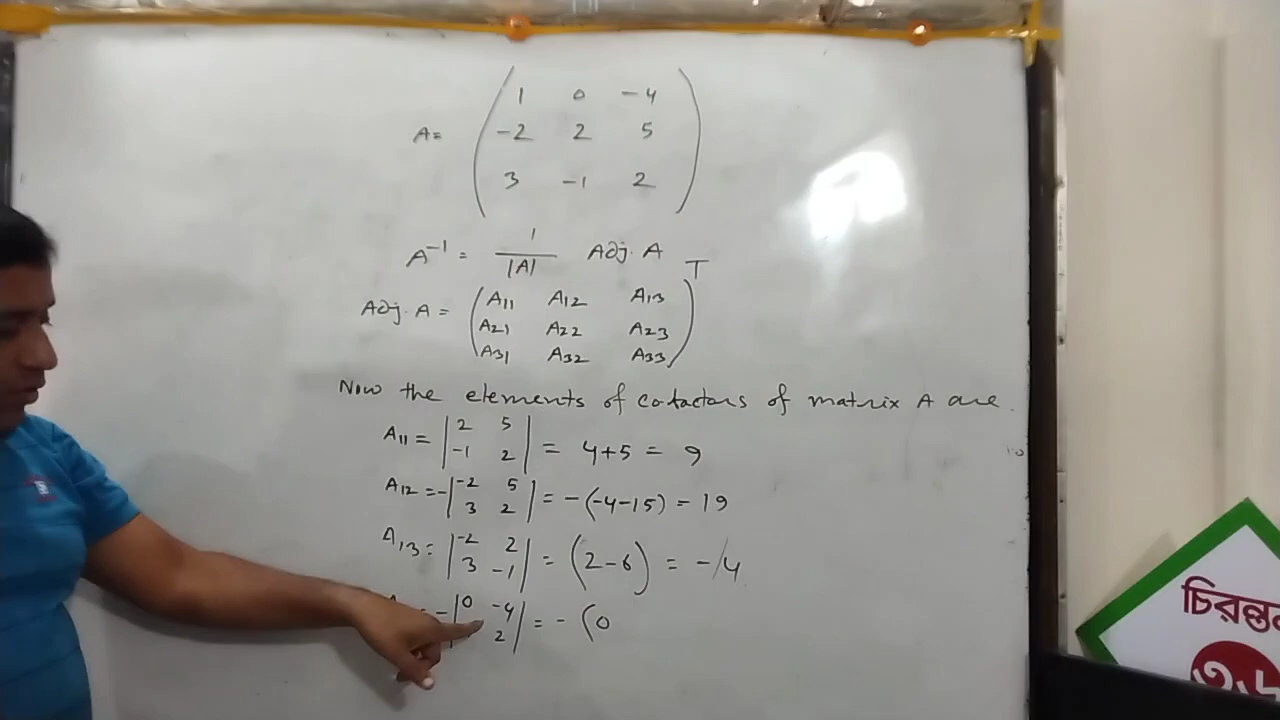 A = ( 1 0 -4
-2 2 5
3 -1 2 )
A⁻¹ = 1/|A| Adj. A
Adj. A = ( A11 A12 A13
A21 A22 A23
A31 A32 A33 )ᵀ
Now the elements of cofactors of matrix A are.
A11 = |2 5; -1 2| = 4+5 = 9
A12 = -|-2 5; 3 2| = -(-4-15) = 19
A13 = |-2 2; 3 -1| = (2-6) = -4
= -|0 -4; 2| = -(0
চিরন্ত
৩৬